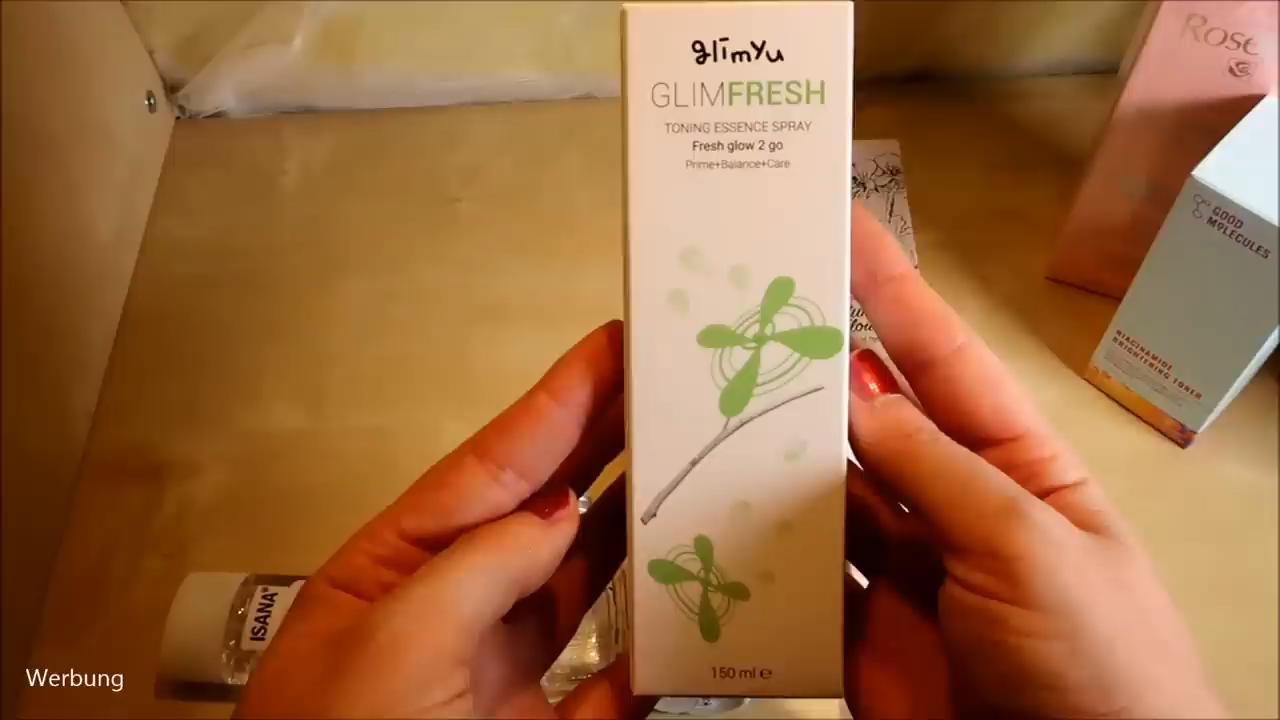 glimyu
GLIMFRESH
TONING ESSENCE SPRAY
Fresh glow 2 go
Prime+Balance+Care
150 ml ℮
Rose
GOOD
MOLECULES
NIACINAMIDE
BRIGHTENING TONER
ISANA®
Werbung